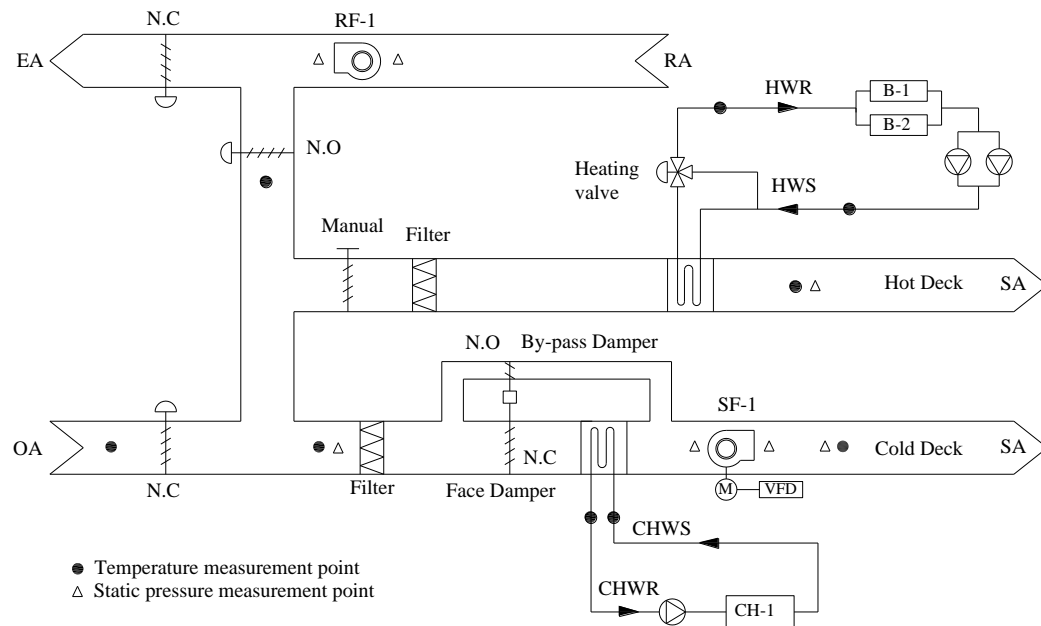 N.C
RF-1
EA
RA
HWR
B-1
B-2
N.O
Heating
valve
HWS
Manual
Filter
Hot Deck
SA
N.O
By-pass Damper
SF-1
OA
N.C
Cold Deck
SA
N.C
Filter
Face Damper
M
VFD
CHWS
Temperature measurement point
Static pressure measurement point
CHWR
CH-1